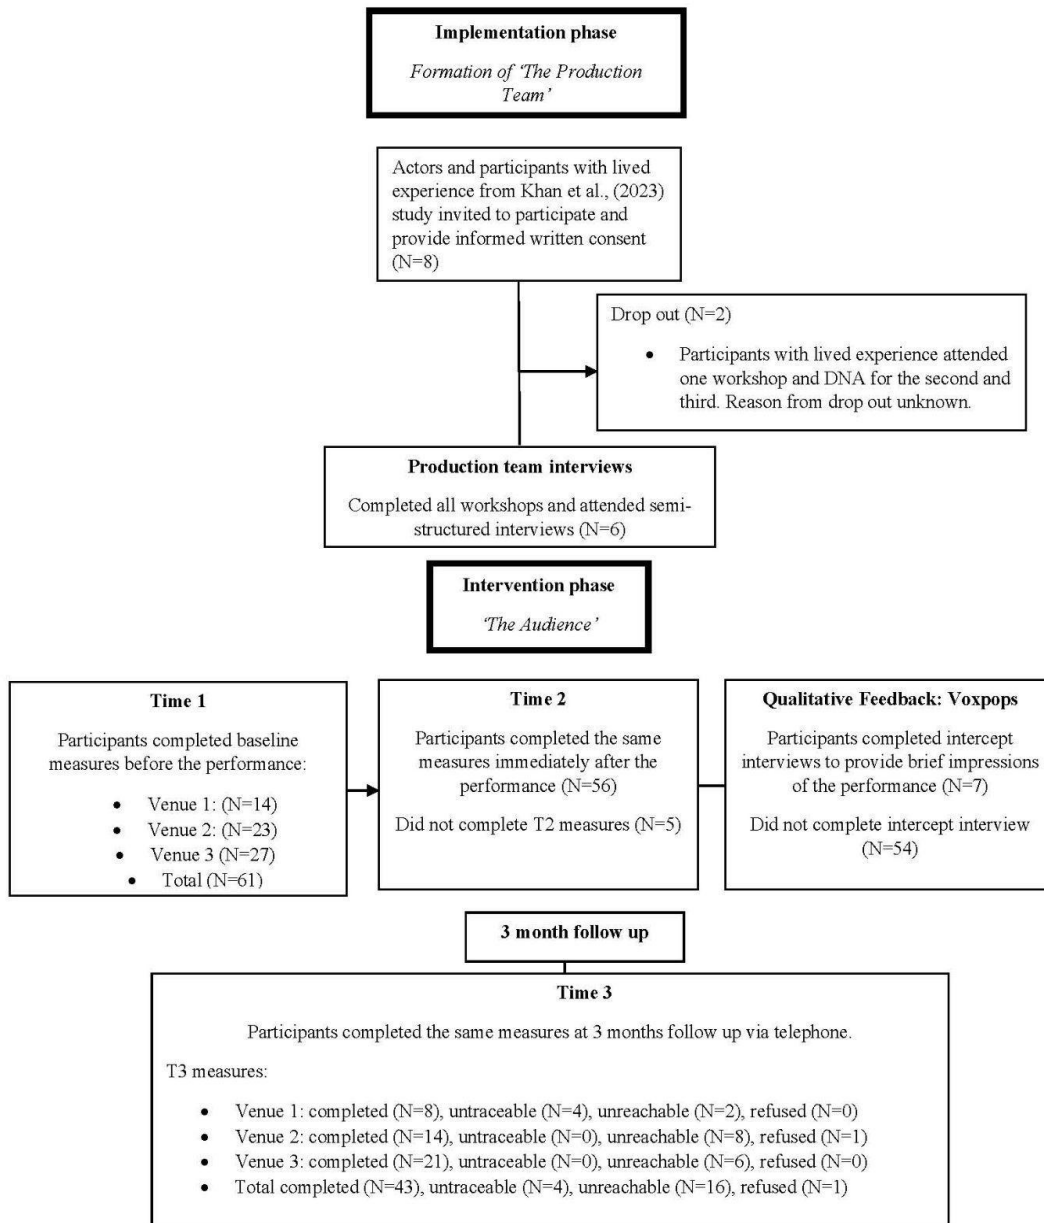 Implementation phase
Formation of ‘The Production
Team’
Actors and participants with lived
experience from Khan et al., (2023)
study invited to participate and
provide informed written consent
(N=8)
Drop out (N=2)
• Participants with lived experience attended
one workshop and DNA for the second and
third. Reason from drop out unknown.
Production team interviews
Completed all workshops and attended semi-
structured interviews (N=6)
Intervention phase
‘The Audience’
Time 1
Participants completed baseline
measures before the performance:
• Venue 1: (N=14)
• Venue 2: (N=23)
• Venue 3 (N=27)
• Total (N=61)
Time 2
Participants completed the same
measures immediately after the
performance (N=56)
Did not complete T2 measures (N=5)
Qualitative Feedback: Voxpops
Participants completed intercept
interviews to provide brief impressions
of the performance (N=7)
Did not complete intercept interview
(N=54)
3 month follow up
Time 3
Participants completed the same measures at 3 months follow up via telephone.
T3 measures:
• Venue 1: completed (N=8), untraceable (N=4), unreachable (N=2), refused (N=0)
• Venue 2: completed (N=14), untraceable (N=0), unreachable (N=8), refused (N=1)
• Venue 3: completed (N=21), untraceable (N=0), unreachable (N=6), refused (N=0)
• Total completed (N=43), untraceable (N=4), unreachable (N=16), refused (N=1)